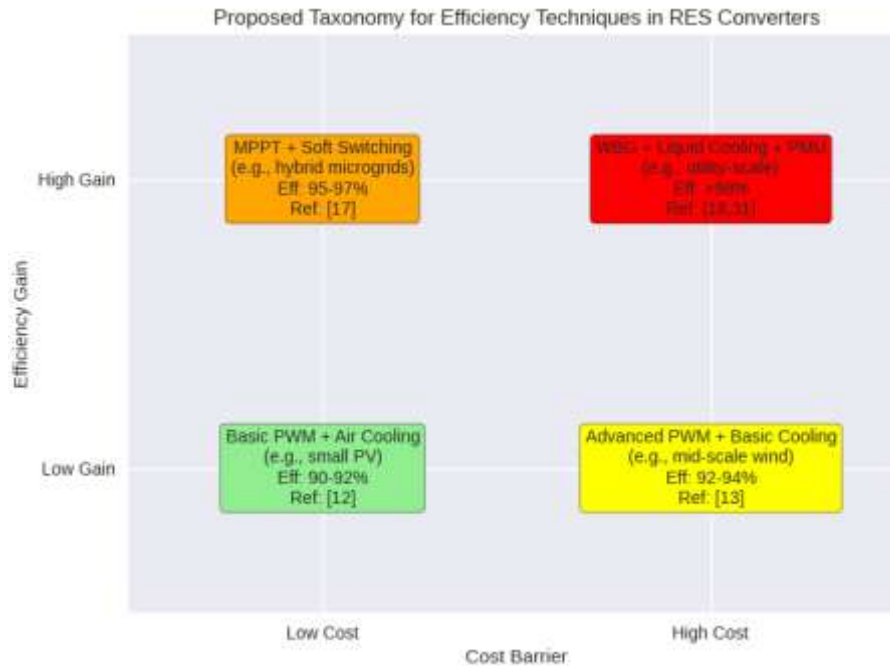 Proposed Taxonomy for Efficiency Techniques in RES Converters
Efficiency Gain
High Gain
MPPT + Soft Switching
(e.g., hybrid microgrids)
Eff: 95-97%
Ref: [17]
WBG + Liquid Cooling + PMU
(e.g., utility-scale)
Eff:
Ref:
Low Gain
Basic PWM + Air Cooling
(e.g., small PV)
Eff: 90-92%
Ref: [12]
Advanced PWM + Basic Cooling
(e.g., mid-scale wind)
Eff: 92-94%
Ref: [13]
Low Cost
High Cost
Cost Barrier